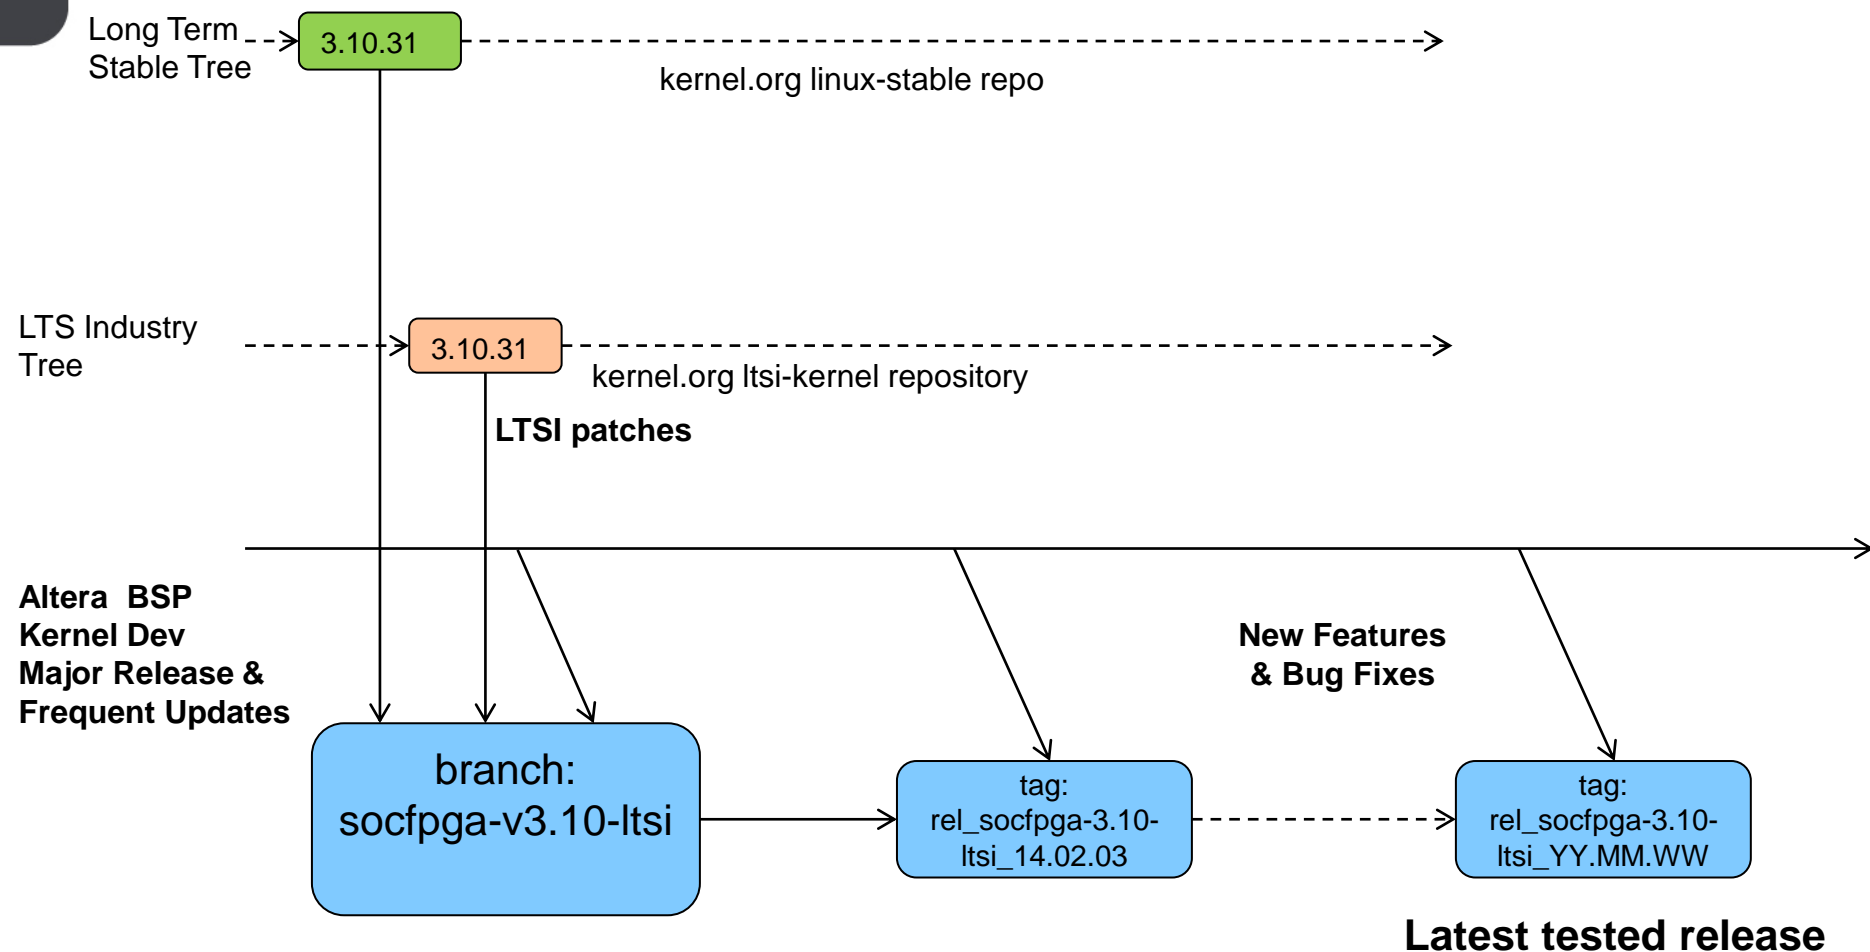 Long Term
Stable Tree
3.10.31
kernel.org linux-stable repo
LTS Industry
Tree
3.10.31
kernel.org ltsi-kernel repository
LTSI patches
Altera  BSP
Kernel Dev
Major Release &
Frequent Updates
New Features
& Bug Fixes
branch:
socfpga-v3.10-ltsi
tag:
rel_socfpga-3.10-
ltsi_14.02.03
tag:
rel_socfpga-3.10-
ltsi_YY.MM.WW
Latest tested release